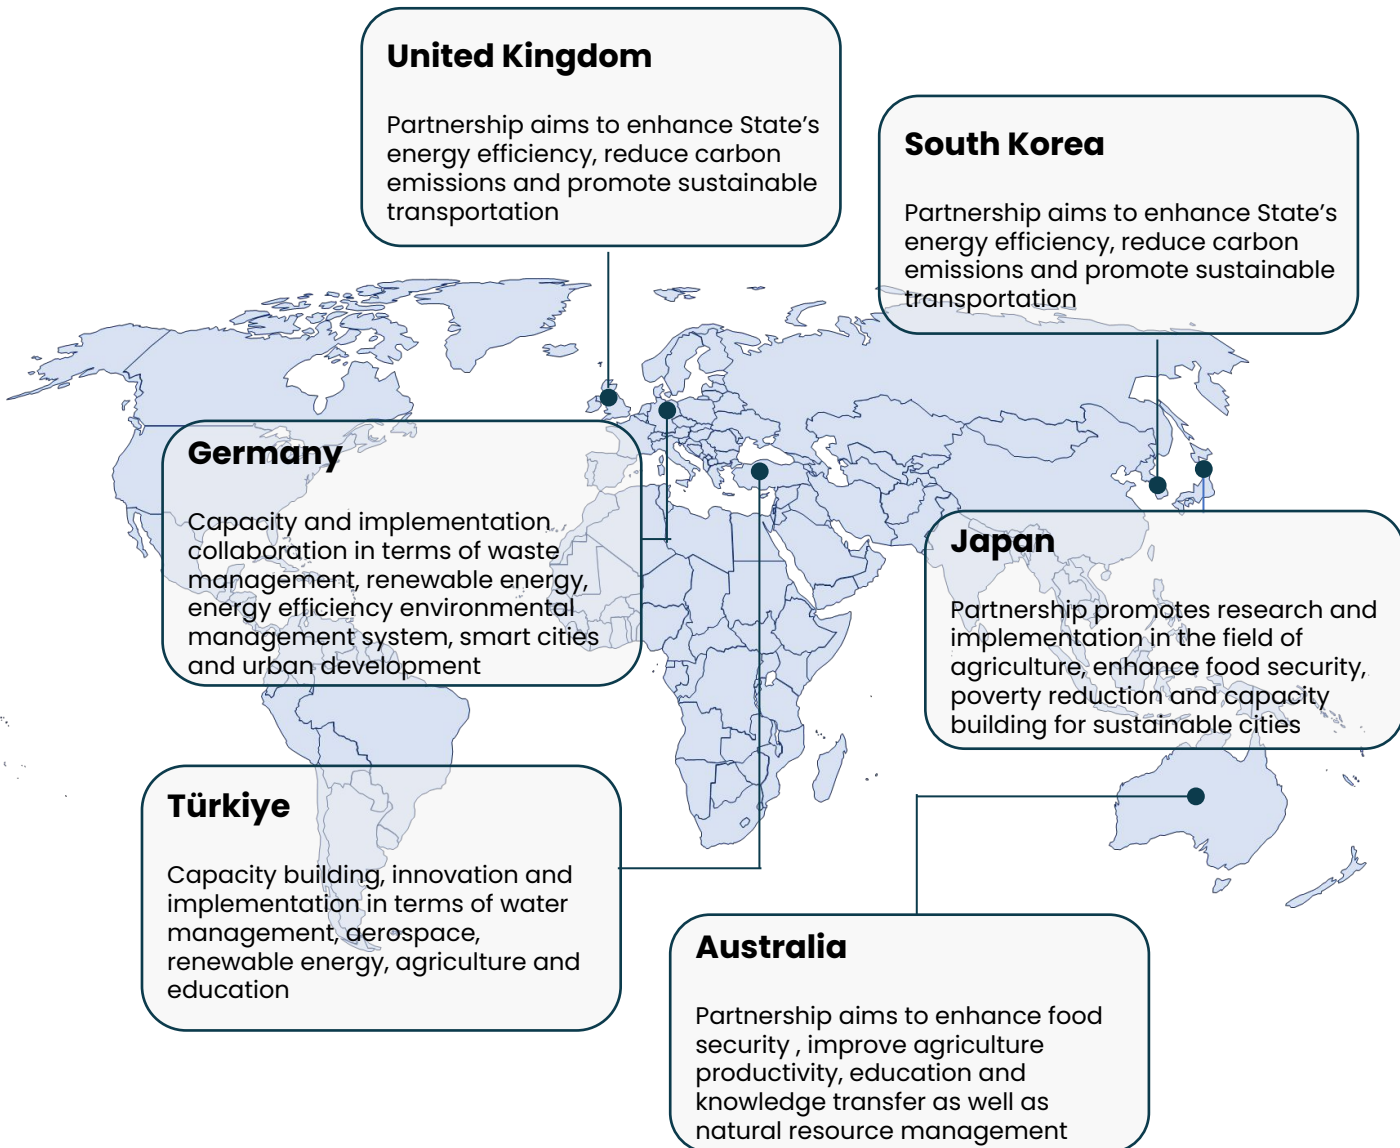 United Kingdom
Partnership aims to enhance State’s
energy efficiency, reduce carbon
emissions and promote sustainable
transportation
South Korea
Partnership aims to enhance State’s
energy efficiency, reduce carbon
emissions and promote sustainable
transportation
Germany
Capacity and implementation
collaboration in terms of waste
management, renewable energy,
energy efficiency environmental
management system, smart cities
and urban development
Japan
Partnership promotes research and
implementation in the field of
agriculture, enhance food security,
poverty reduction and capacity
building for sustainable cities
Türkiye
Capacity building, innovation and
implementation in terms of water
management, aerospace,
renewable energy, agriculture and
education
Australia
Partnership aims to enhance food
security , improve agriculture
productivity, education and
knowledge transfer as well as
natural resource management